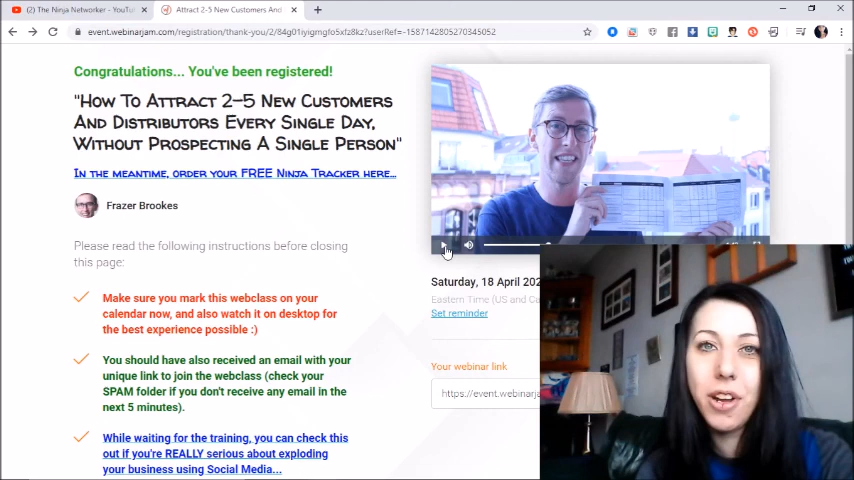 (2) The Ninja Networker - YouTu
Attract 2-5 New Customers And
event.webinarjam.com/registration/thank-you/2/84g01iyigmgfo5xfz8kz?userRef=-1587142805270345052
Congratulations... You've been registered!
"How To Attract 2-5 New Customers
And Distributors Every Single Day,
Without Prospecting A Single Person"
In the meantime, order your FREE Ninja Tracker here...
Frazer Brookes
Please read the following instructions before closing
this page:
Make sure you mark this webclass on your
calendar now, and also watch it on desktop for
the best experience possible :)
You should have also received an email with your
unique link to join the webclass (check your
SPAM folder if you don't receive any email in the
next 5 minutes).
While waiting for the training, you can check this
out if you're REALLY serious about exploding
your business using Social Media...
Saturday, 18 April 202
Eastern Time (US and Ca
Set reminder
Your webinar link
https://event.webinarja